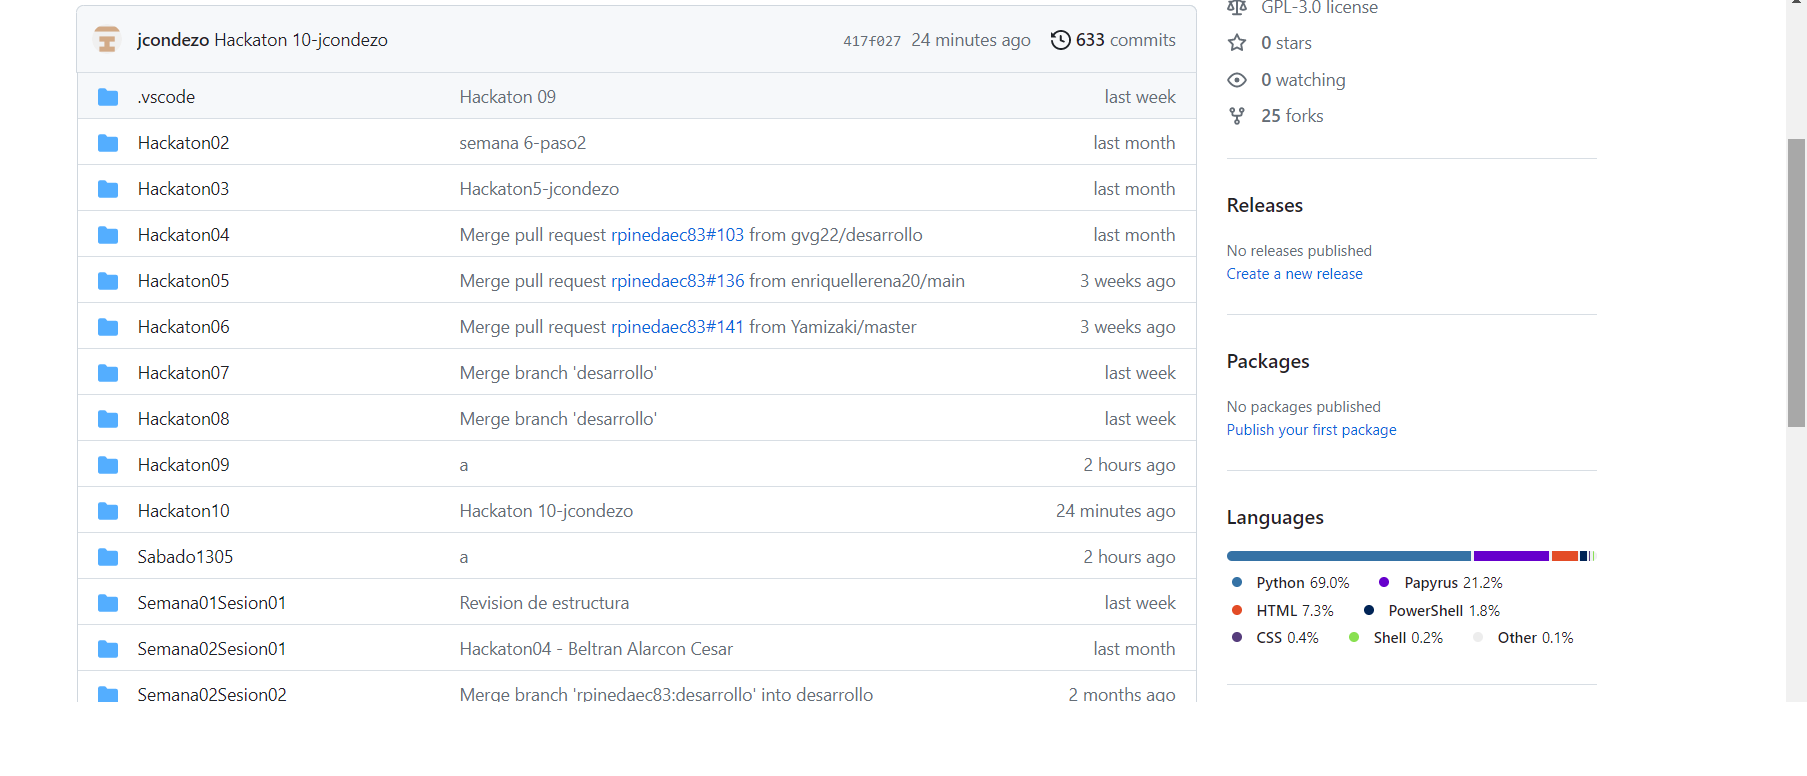 jcondezo Hackaton 10-jcondezo 417f027 24 minutes ago 633 commits
.vscode Hackaton 09 last week
Hackaton02 semana 6-paso2 last month
Hackaton03 Hackaton5-jcondezo last month
Hackaton04 Merge pull request rpinedaec83#103 from gvg22/desarrollo last month
Hackaton05 Merge pull request rpinedaec83#136 from enriquellerena20/main 3 weeks ago
Hackaton06 Merge pull request rpinedaec83#141 from Yamizaki/master 3 weeks ago
Hackaton07 Merge branch 'desarrollo' last week
Hackaton08 Merge branch 'desarrollo' last week
Hackaton09 a 2 hours ago
Hackaton10 Hackaton 10-jcondezo 24 minutes ago
Sabado1305 a 2 hours ago
Semana01Sesion01 Revision de estructura last week
Semana02Sesion01 Hackaton04 - Beltran Alarcon Cesar last month
Semana02Sesion02 Merge branch 'rpinedaec83:desarrollo' into desarrollo 2 months ago
GPL-3.0 license
0 stars
0 watching
25 forks
Releases
No releases published
Create a new release
Packages
No packages published
Publish your first package
Languages
Python 69.0% Papyrus 21.2%
HTML 7.3% PowerShell 1.8%
CSS 0.4% Shell 0.2% Other 0.1%